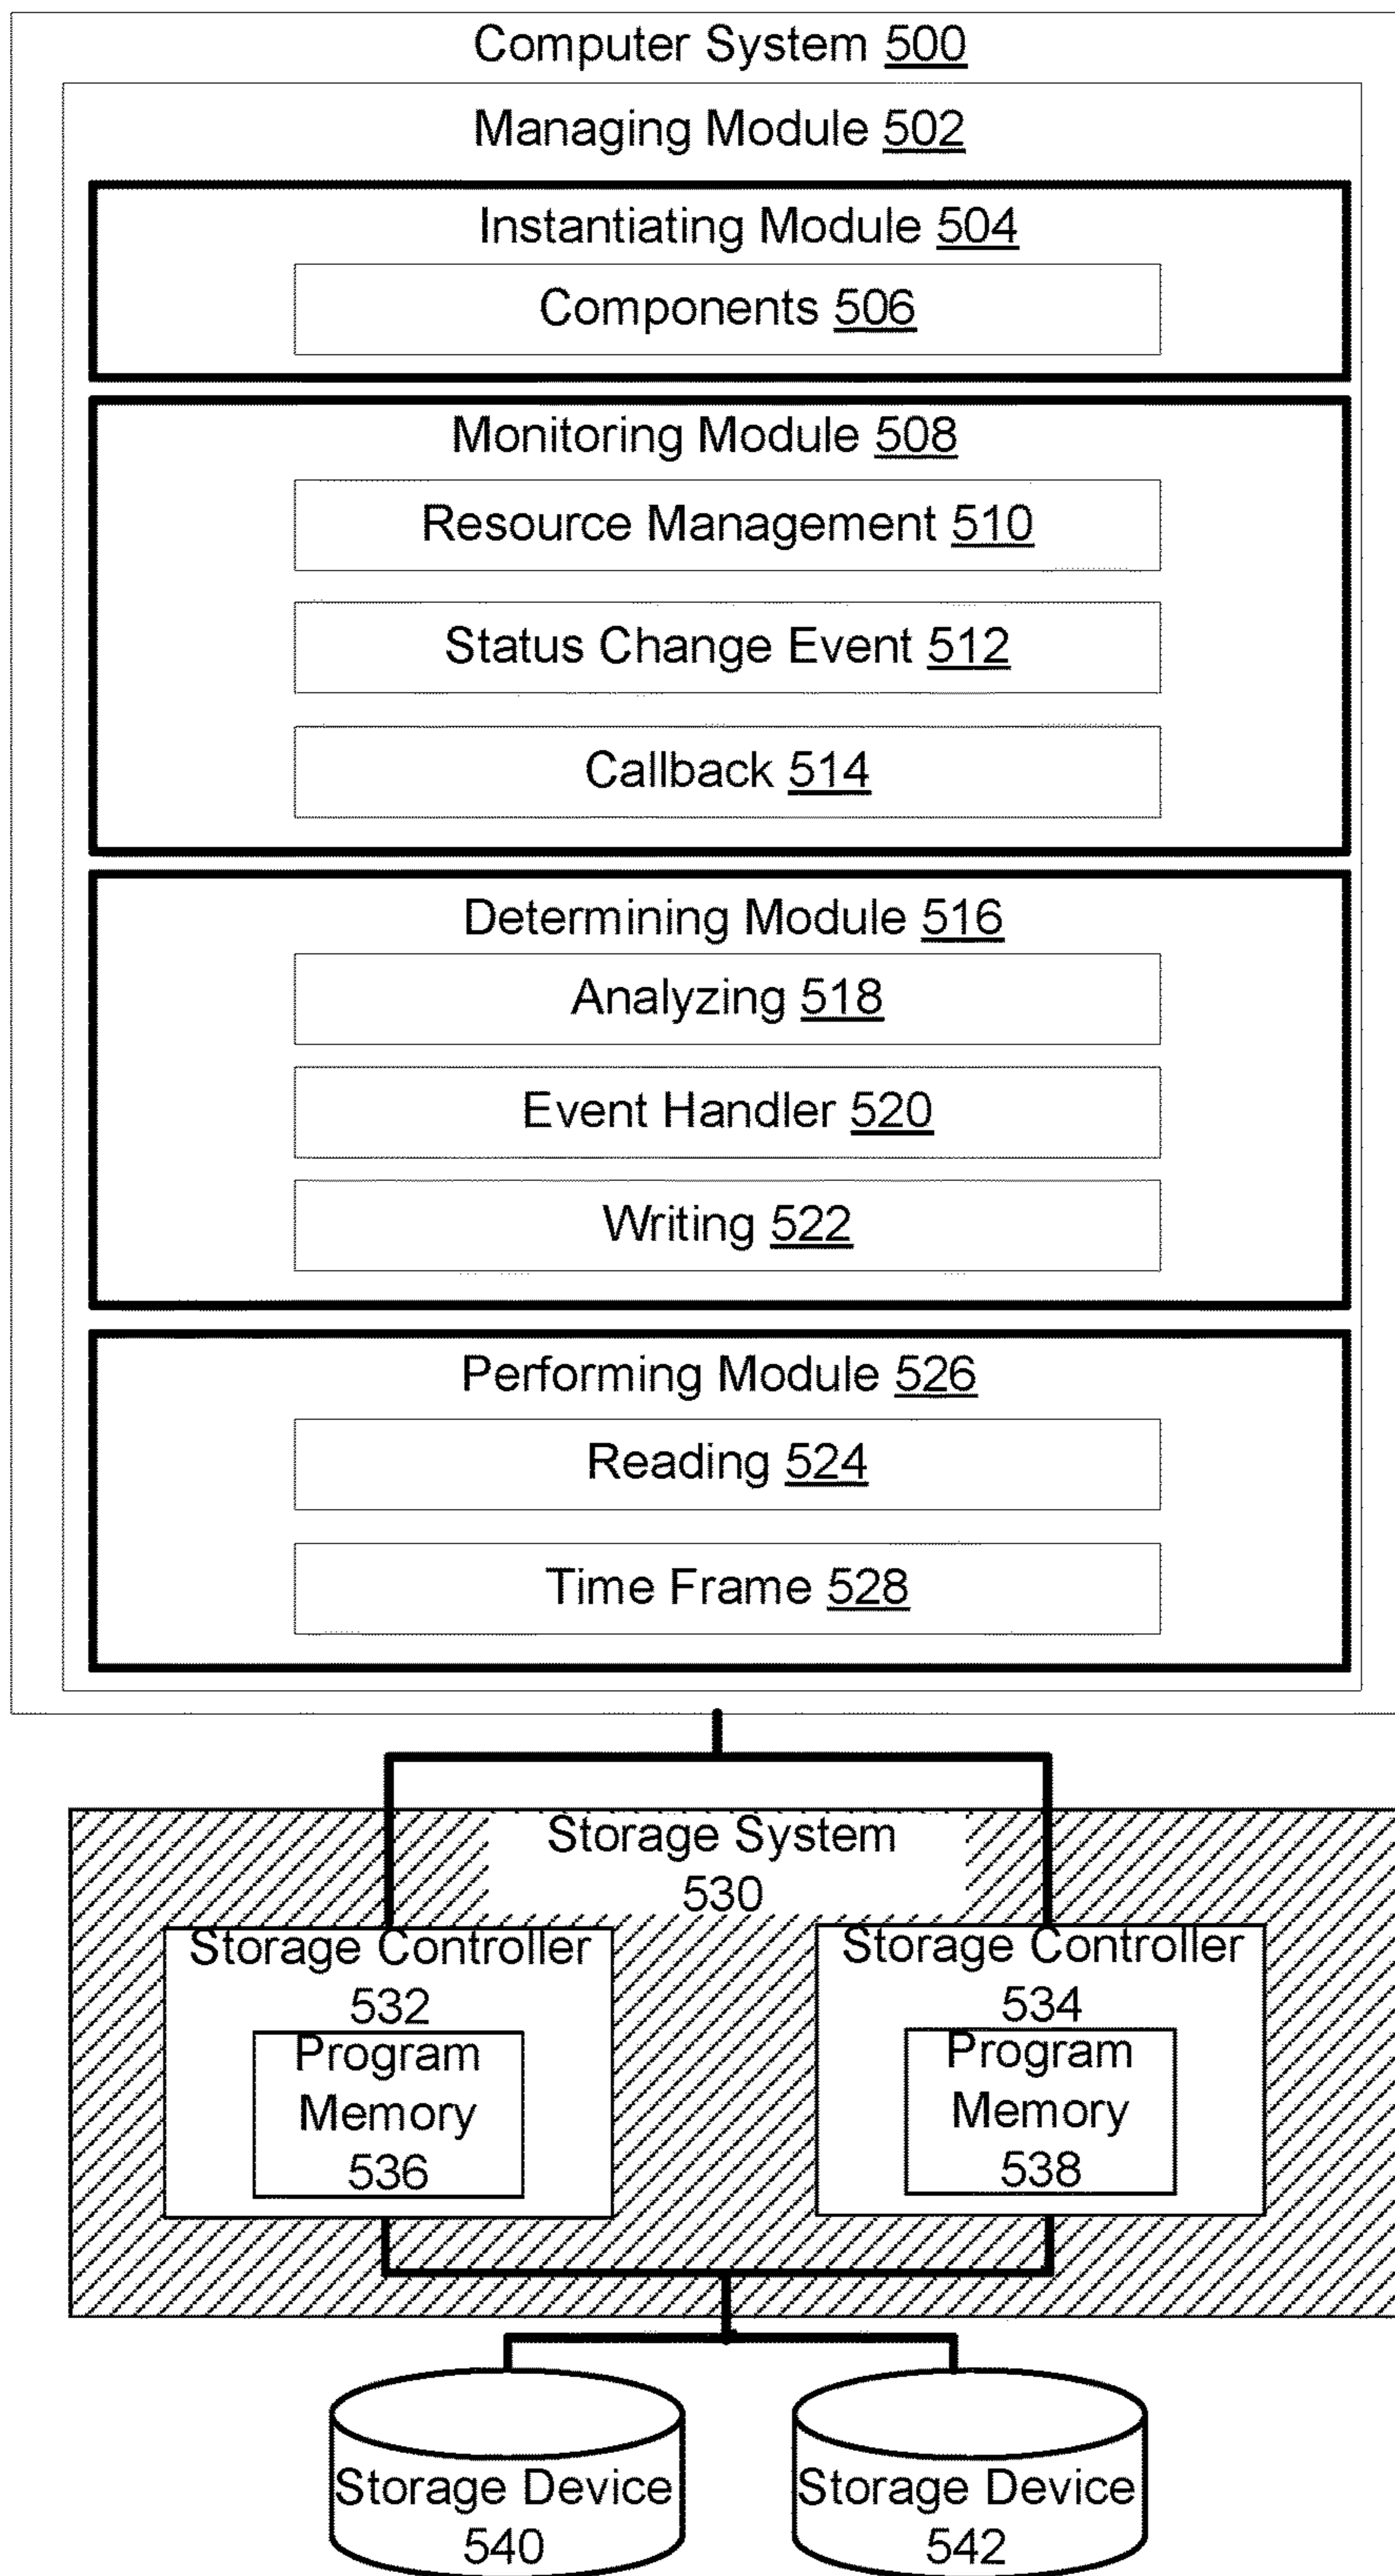 Computer System 500
Managing Module 502
Instantiating Module 504
Components 506
Monitoring Module 508
Resource Management 510
Status Change Event 512
Callback 514
Determining Module 516
Analyzing 518
Event Handler 520
Writing 522
Performing Module 526
Reading 524
Time Frame 528
Storage System
530
Storage Controller
532
Program
Memory
536
Storage Controller
534
Program
Memory
538
Storage Device
540
Storage Device
542